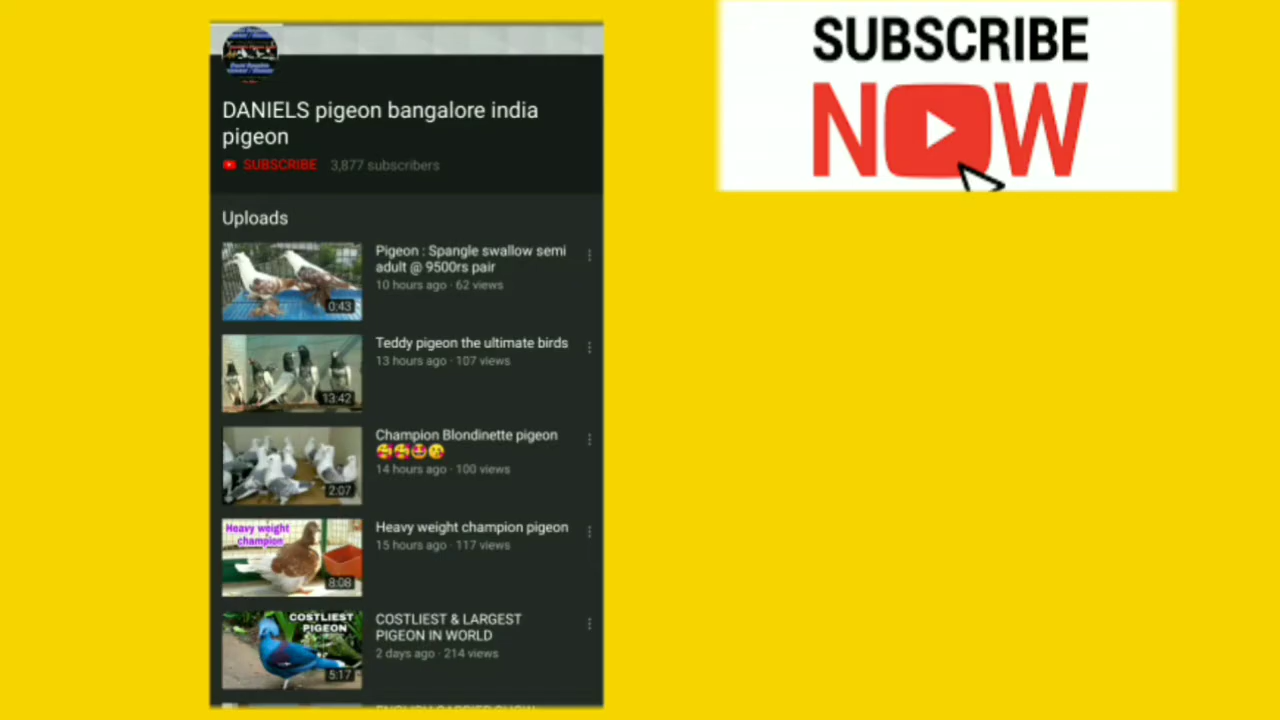 DANIELS pigeon bangalore india
pigeon
SUBSCRIBE 3,877 subscribers
Uploads
0:43
Pigeon : Spangle swallow semi
adult @ 9500rs pair
10 hours ago · 62 views
13:42
Teddy pigeon the ultimate birds
13 hours ago · 107 views
2:07
Champion Blondinette pigeon
🥰🥰🤩😘
14 hours ago · 100 views
Heavy weight
champion
8:08
Heavy weight champion pigeon
15 hours ago · 117 views
COSTLIEST
PIGEON
5:17
COSTLIEST & LARGEST
PIGEON IN WORLD
2 days ago · 214 views
SUBSCRIBE
NOW